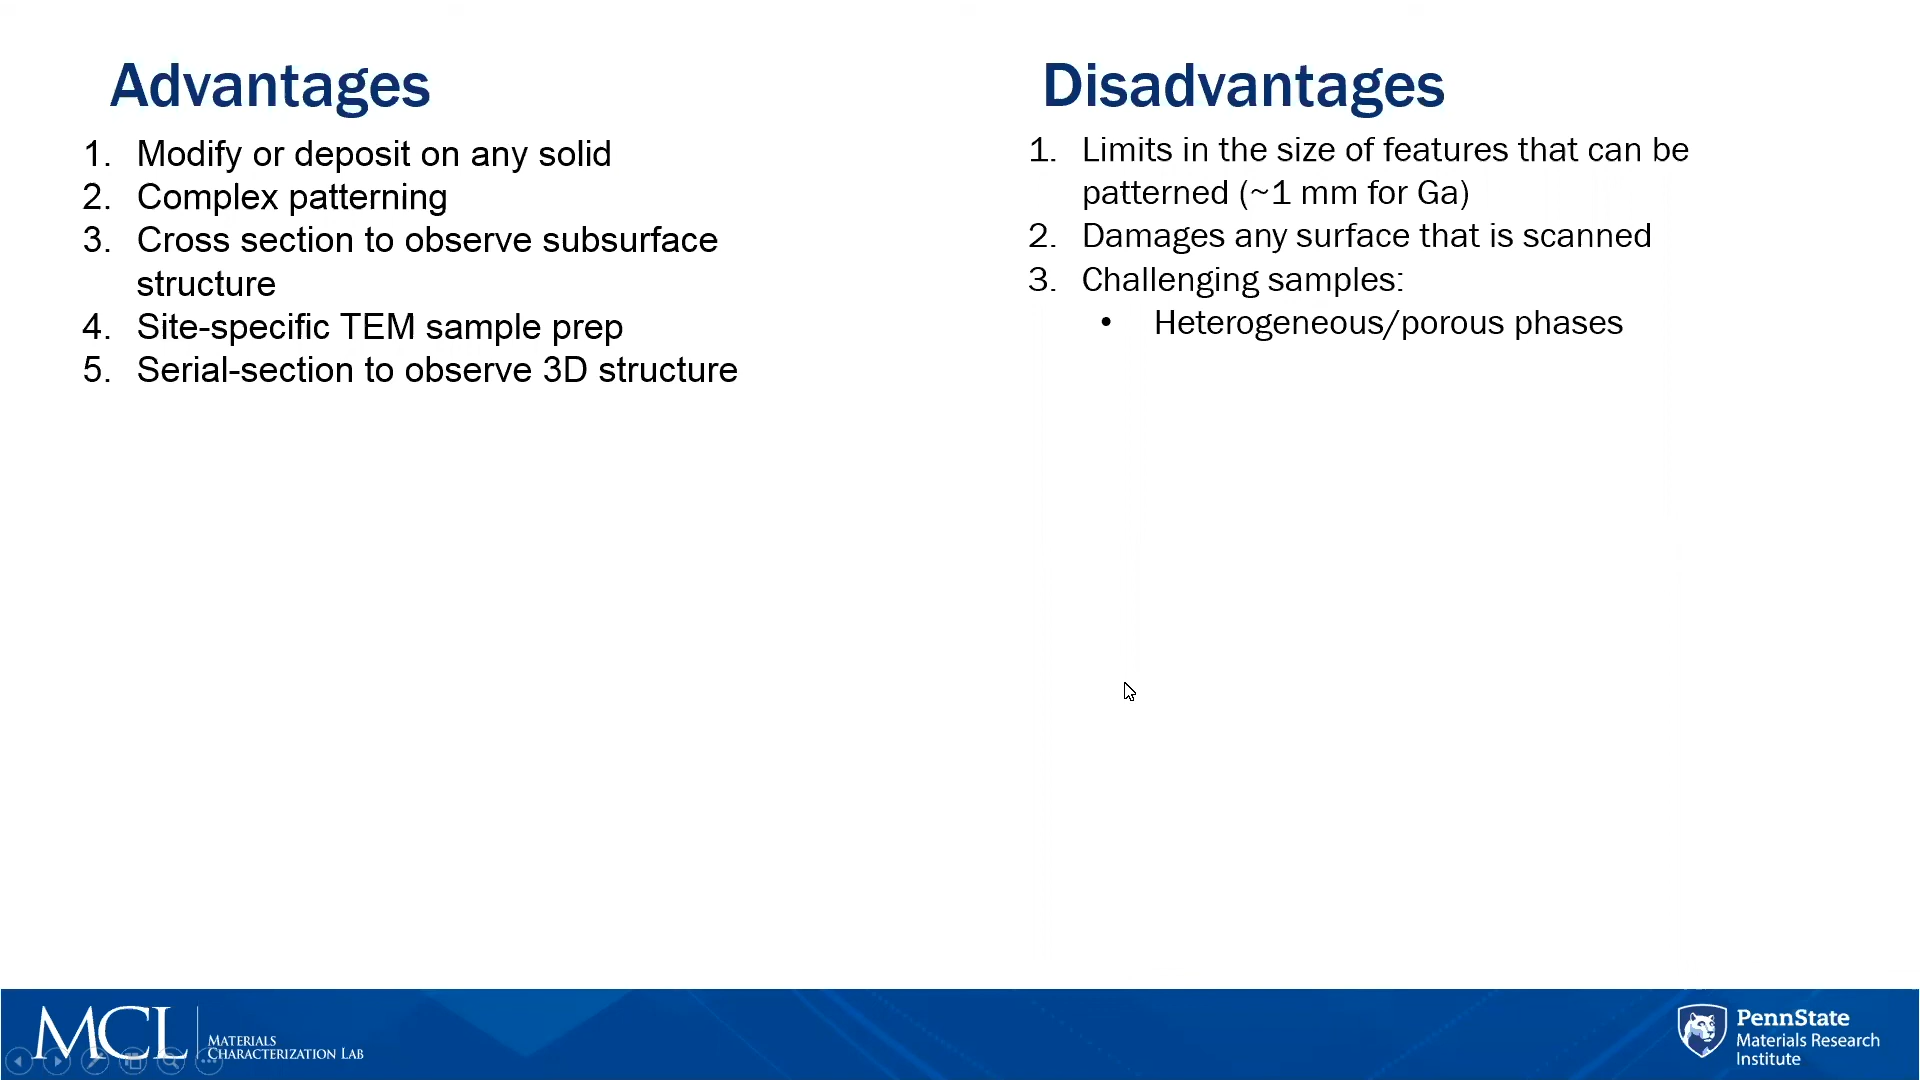 Advantages
1. Modify or deposit on any solid
2. Complex patterning
3. Cross section to observe subsurface
structure
4. Site-specific TEM sample prep
5. Serial-section to observe 3D structure
Disadvantages
1. Limits in the size of features that can be
patterned (~1 mm for Ga)
2. Damages any surface that is scanned
3. Challenging samples:
• Heterogeneous/porous phases
MCL
MATERIALS
CHARACTERIZATION LAB
PennState
Materials Research
Institute